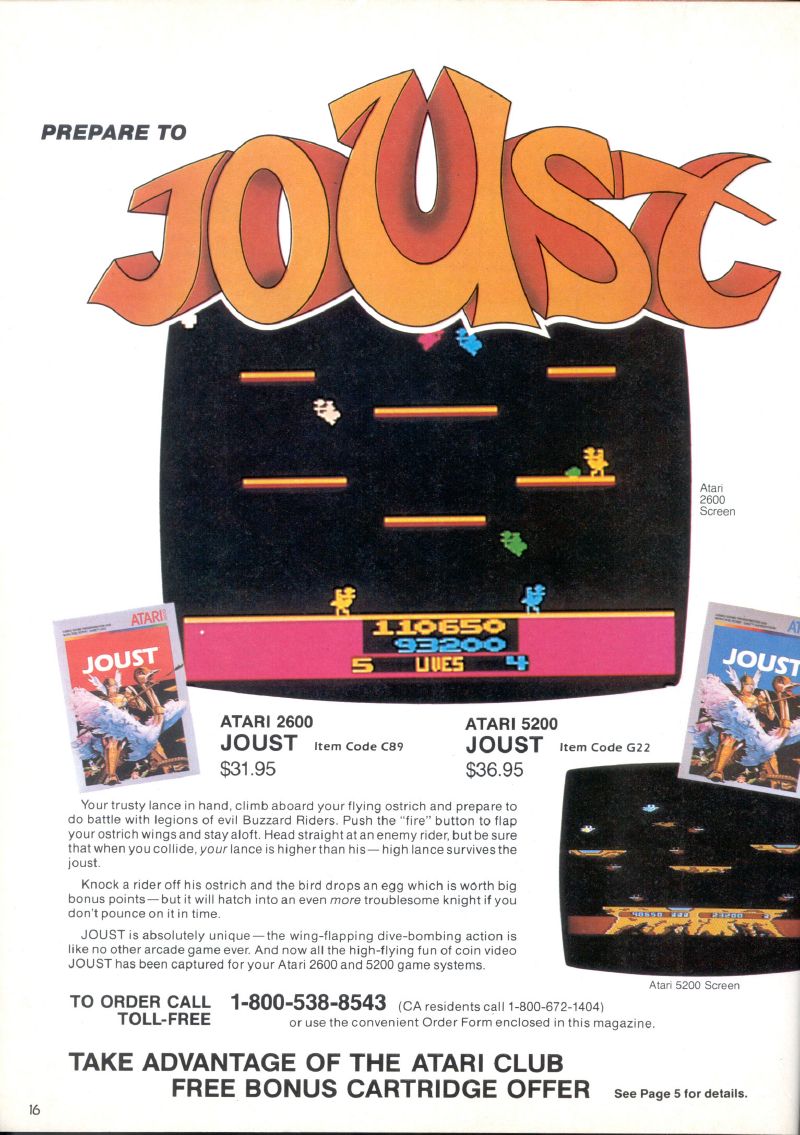 PREPARE TO
JOUST
Atari
2600
Screen
110650
93200
5 LIVES 4
ATARI
JOUST
JOUST
ATARI 2600
JOUST Item Code C89
$31.95
ATARI 5200
JOUST Item Code G22
$36.95
Your trusty lance in hand, climb aboard your flying ostrich and prepare to
do battle with legions of evil Buzzard Riders. Push the "fire" button to flap
your ostrich wings and stay aloft. Head straight at an enemy rider, but be sure
that when you collide, your lance is higher than his—high lance survives the
joust.
Knock a rider off his ostrich and the bird drops an egg which is worth big
bonus points—but it will hatch into an even more troublesome knight if you
don't pounce on it in time.
JOUST is absolutely unique—the wing-flapping dive-bombing action is
like no other arcade game ever. And now all the high-flying fun of coin video
JOUST has been captured for your Atari 2600 and 5200 game systems.
Atari 5200 Screen
TO ORDER CALL 1-800-538-8543 (CA residents call 1-800-672-1404)
TOLL-FREE or use the convenient Order Form enclosed in this magazine.
TAKE ADVANTAGE OF THE ATARI CLUB
FREE BONUS CARTRIDGE OFFER See Page 5 for details.
16